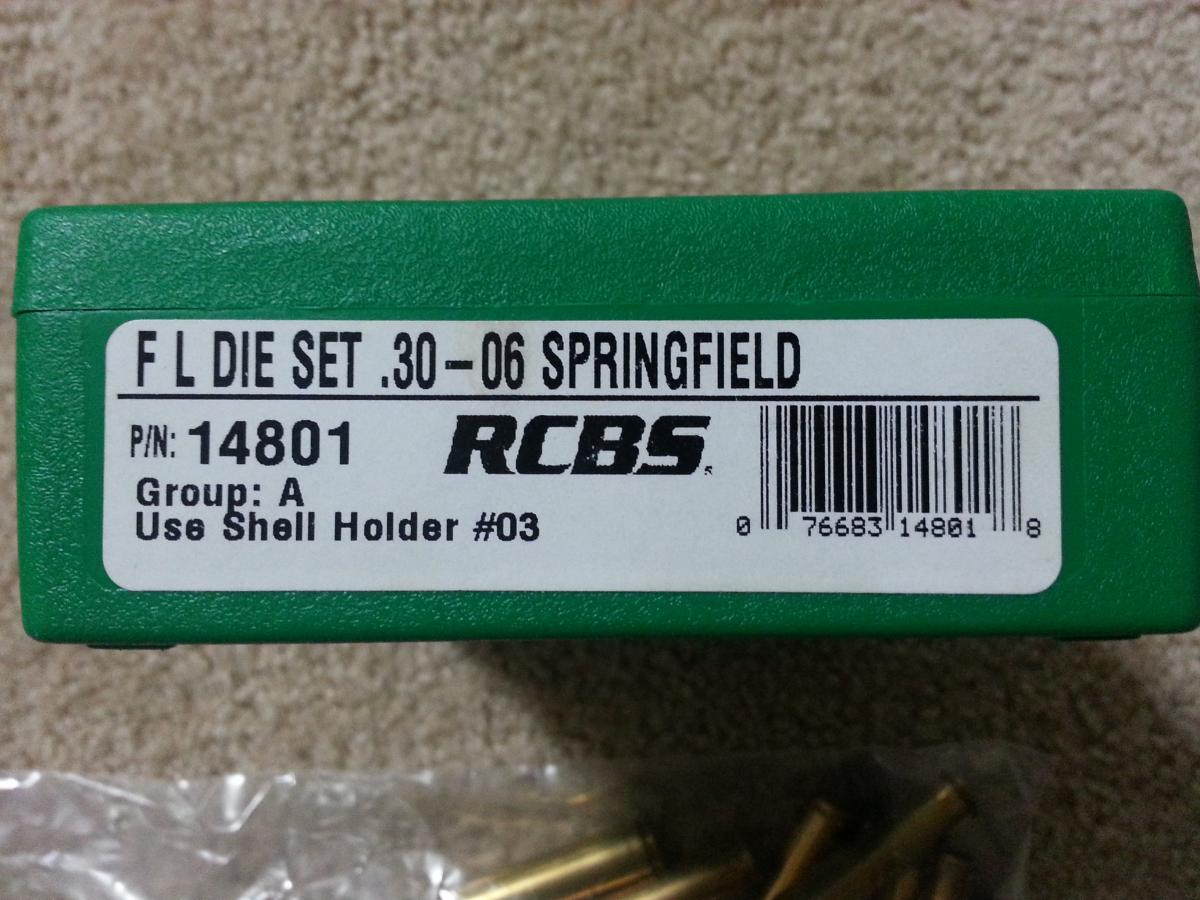 F L DIE SET .30-06 SPRINGFIELD
P/N: 14801
RCBS
Group: A
Use Shell Holder #03
0 76683 14801 8